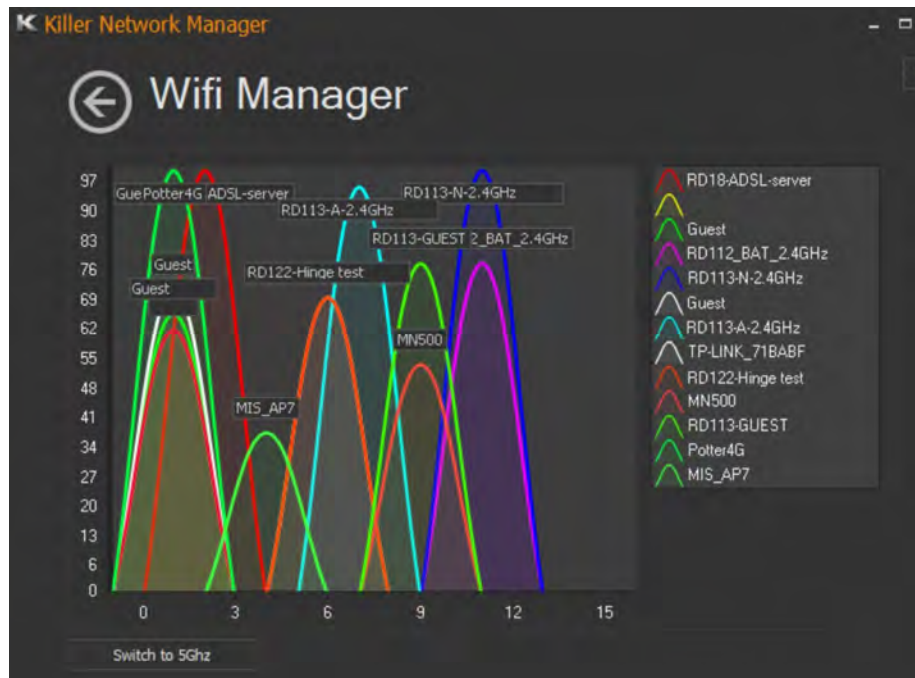 Killer Network Manager
Wifi Manager
97
90
83
76
69
62
55
48
41
34
27
20
13
6
0
Gue Potter4G ADSL-server
RD113-A-2.4GHz
RD113-N-2.4GHz
RD113-GUEST 2_BAT_2.4GHz
Guest
RD122-Hinge test
Guest
MN500
MIS_AP7
0 3 6 9 12 15
RD18-ADSL-server
Guest
RD112_BAT_2.4GHz
RD113-N-2.4GHz
Guest
RD113-A-2.4GHz
TP-LINK_71BABF
RD122-Hinge test
MN500
RD113-GUEST
Potter4G
MIS_AP7
Switch to 5Ghz